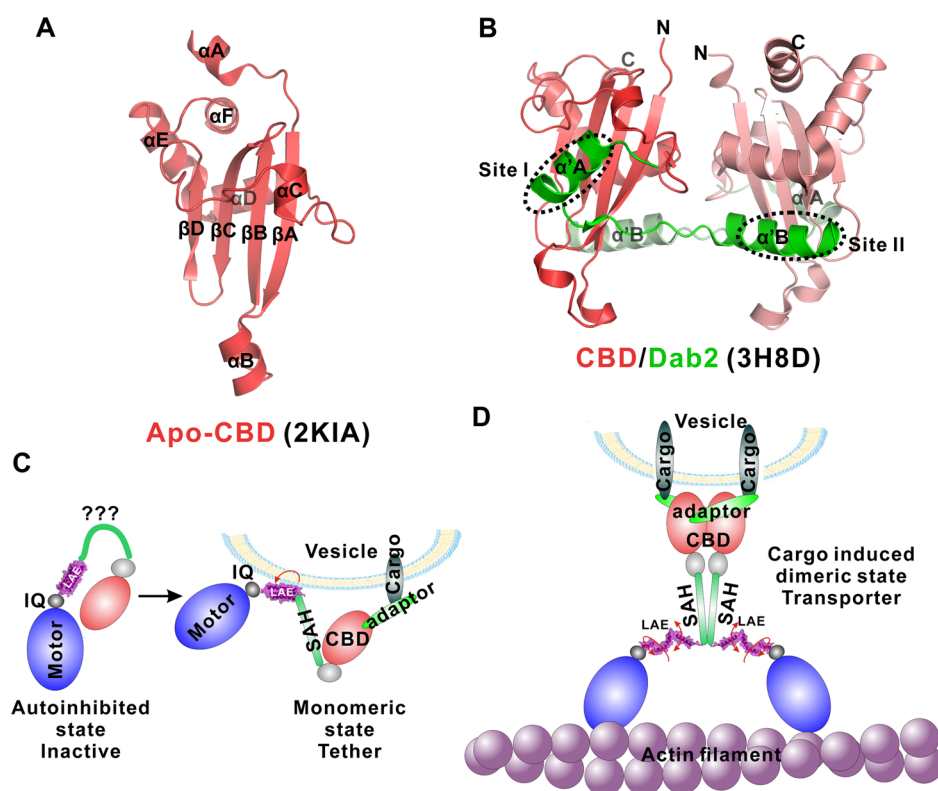 A
αA
αF
αE
αC
αD
βD βC βB βA
αB
Apo-CBD (2KIA)
B
N
C
N
C
Site I
α'A
α'A
α'B
α'B
Site II
CBD/Dab2 (3H8D)
C
???
LAE
IQ
Motor
Autoinhibited
state
Inactive
Vesicle
IQ
LAE
Motor
SAH
CBD
adaptor
Cargo
Monomeric
state
Tether
D
Vesicle
Cargo
Cargo
adaptor
CBD
SAH
SAH
LAE
LAE
Cargo induced
dimeric state
Transporter
Actin filament